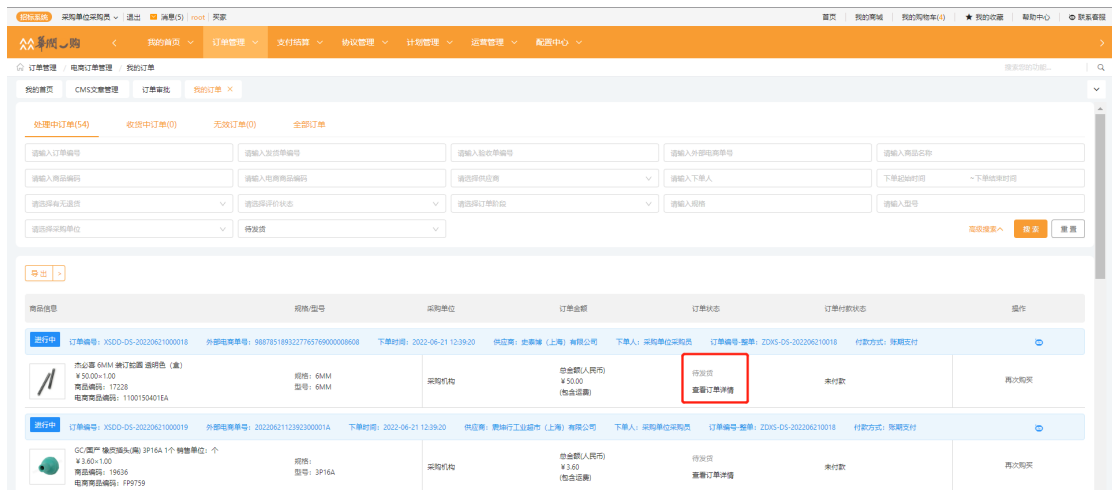 招标系统 采购单位采购员 退出 消息(5) root 买家 首页 我的商城 我的购物车(4) ★ 我的收藏 帮助中心 联系客服
华润一购 < 我的首页 订单管理 支付结算 协议管理 计划管理 运营管理 配置中心 >
订单管理 / 电商订单管理 / 我的订单 搜索您的功能...
我的首页 CMS文章管理 订单审批 我的订单 ×
处理中订单(54) 收货中订单(0) 无效订单(0) 全部订单
请输入订单编号 请输入发货单编号 请输入验收单编号 请输入外部电商单号 请输入商品名称
请输入商品编码 请输入电商商品编码 请选择供应商 请输入下单人 下单起始时间 ~下单结束时间
请选择有无退货 请选择评价状态 请选择订单阶段 请输入规格 请输入型号
请选择采购单位 待发货 高级搜索 搜索 重置
导出 >
商品信息 规格/型号 采购单位 订单金额 订单状态 订单付款状态 操作
进行中 订单编号：XSDD-DS-20220621000018 外部电商单号：9887851893227765769000008608 下单时间：2022-06-21 12:39:20 供应商：史泰博（上海）有限公司 下单人：采购单位采购员 订单编号-整单：ZDXS-DS-202206210018 付款方式：账期支付
杰必喜 6MM 装订蛇圈 透明色（盒）
￥50.00×1.00
商品编码：17228
电商商品编码：1100150401EA
规格：6MM
型号：6MM
采购机构
总金额(人民币)
￥50.00
(包含运费)
待发货
查看订单详情
未付款
再次购买
进行中 订单编号：XSDD-DS-20220621000019 外部电商单号：2022062112392300001A 下单时间：2022-06-21 12:39:20 供应商：震坤行工业超市（上海）有限公司 下单人：采购单位采购员 订单编号-整单：ZDXS-DS-202206210018 付款方式：账期支付
GC/国产 橡皮插头(扁) 3P16A 1个 销售单位：个
￥3.60×1.00
商品编码：19636
电商商品编码：FP9759
规格：
型号：3P16A
采购机构
总金额(人民币)
￥3.60
(包含运费)
待发货
查看订单详情
未付款
再次购买